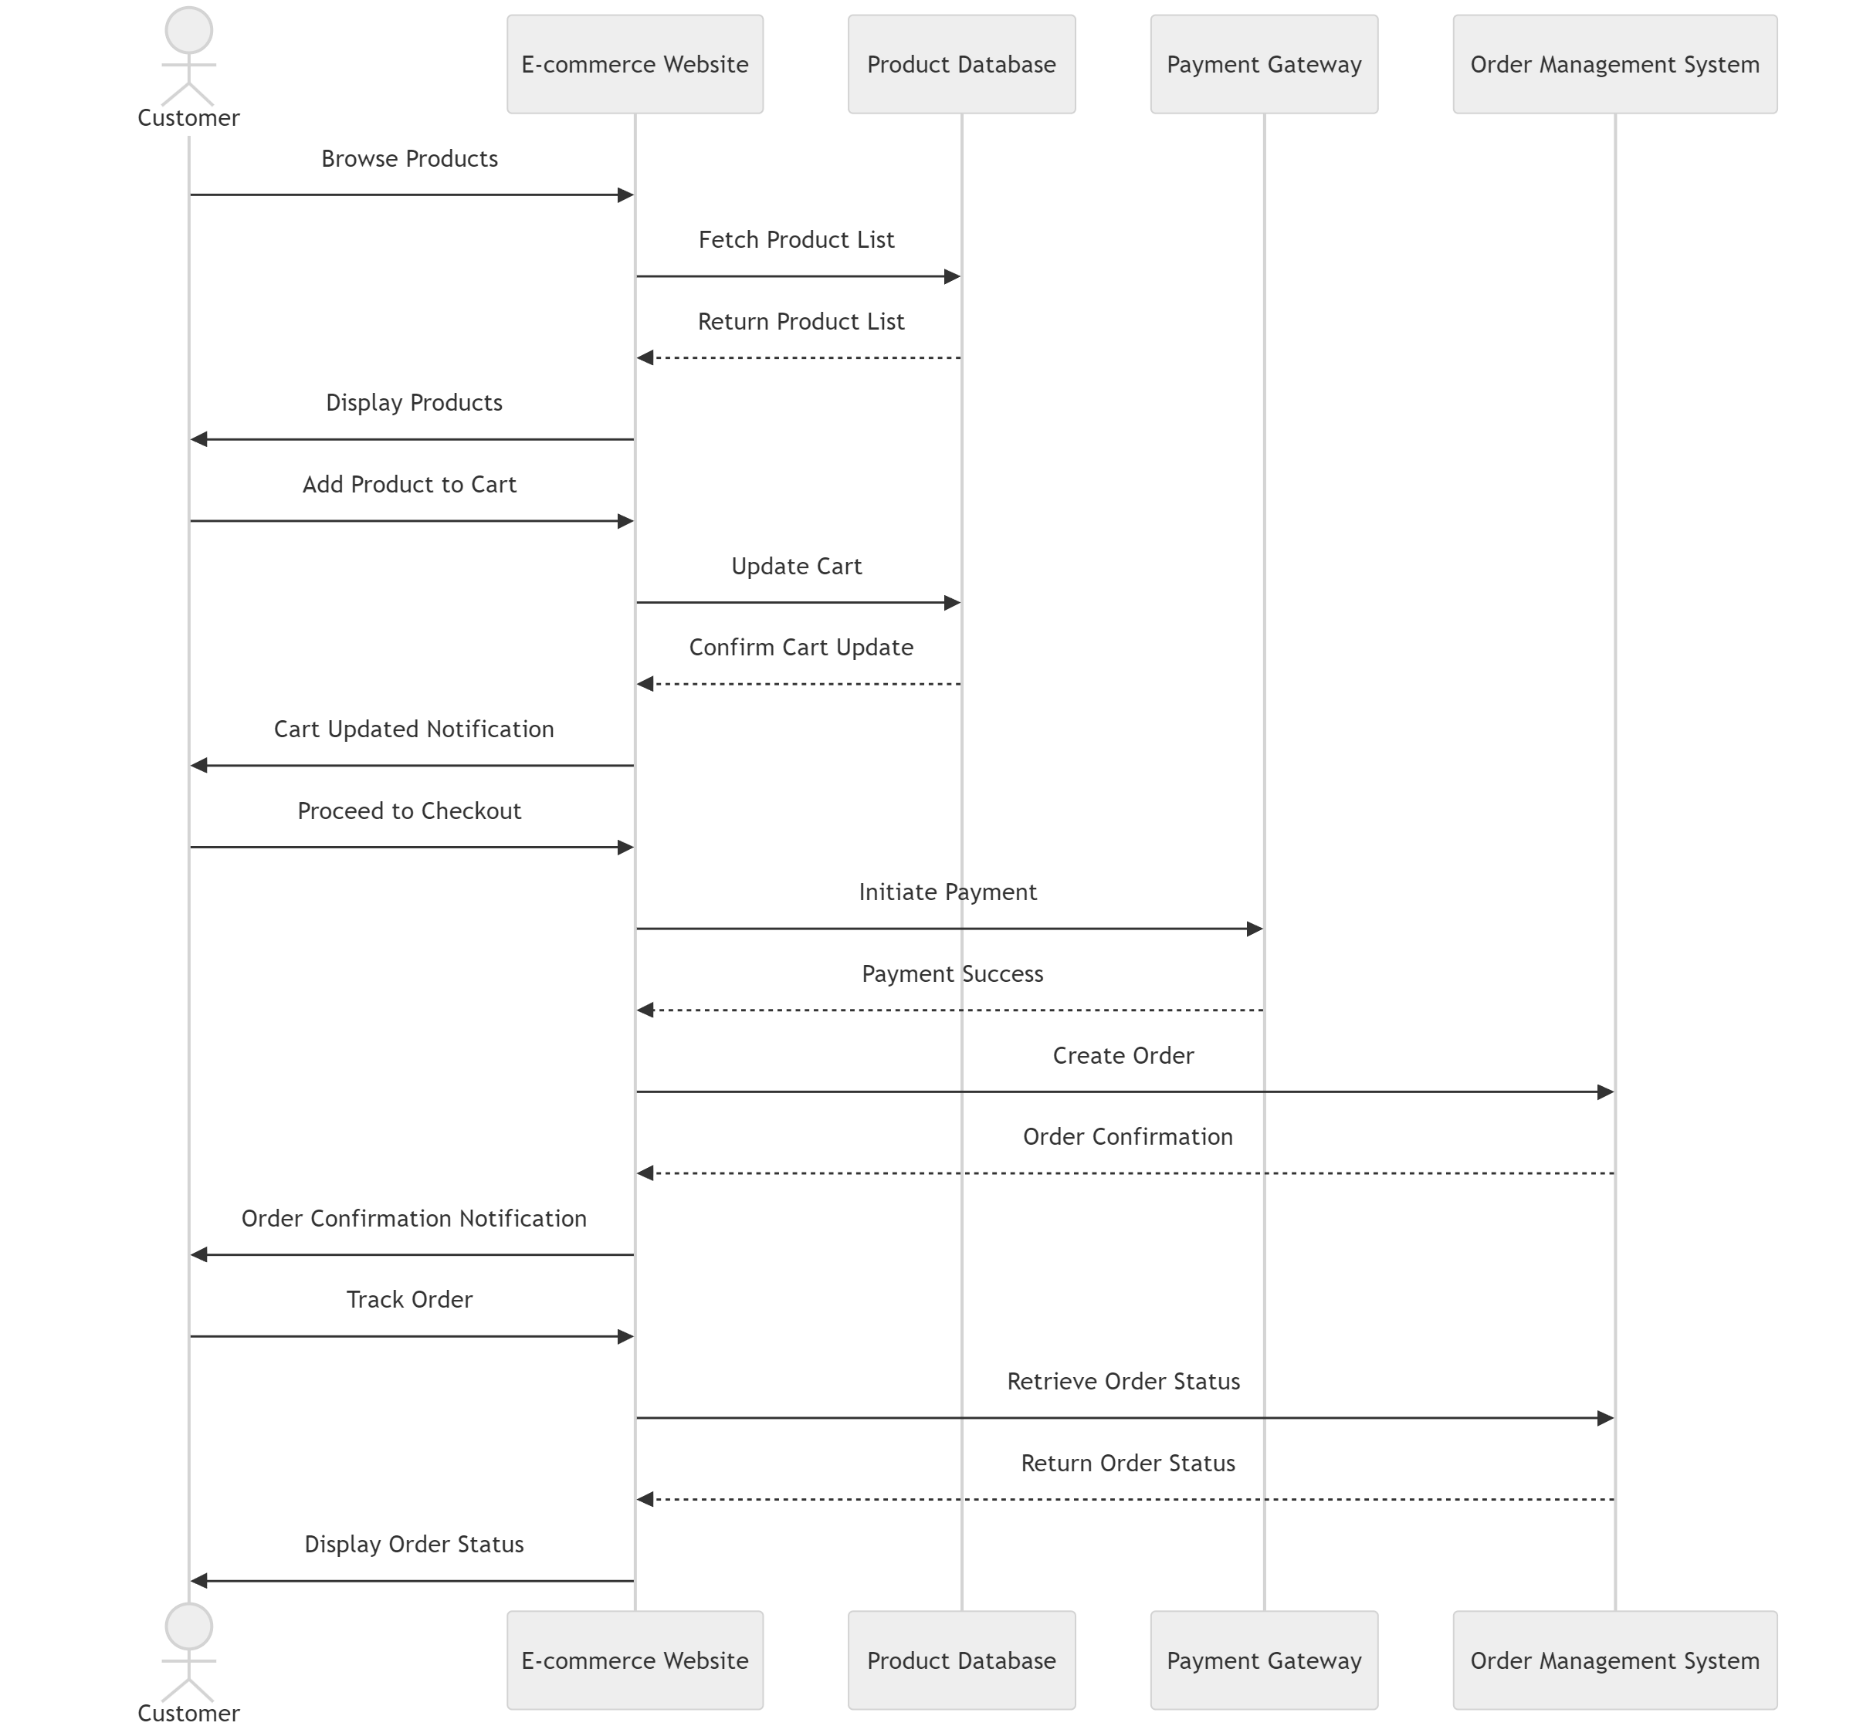 Customer
E-commerce Website
Product Database
Payment Gateway
Order Management System
Browse Products
Fetch Product List
Return Product List
Display Products
Add Product to Cart
Update Cart
Confirm Cart Update
Cart Updated Notification
Proceed to Checkout
Initiate Payment
Payment Success
Create Order
Order Confirmation
Order Confirmation Notification
Track Order
Retrieve Order Status
Return Order Status
Display Order Status
Customer
E-commerce Website
Product Database
Payment Gateway
Order Management System